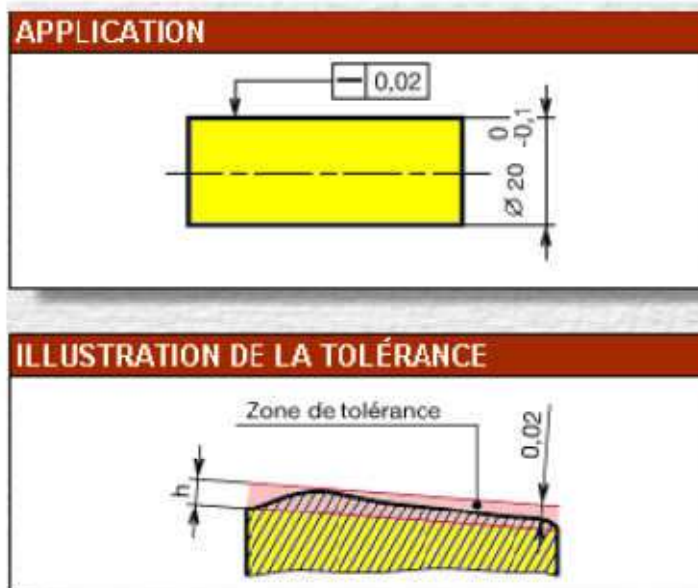 APPLICATION
— 0,02
0
-0,1
Ø 20
ILLUSTRATION DE LA TOLÉRANCE
Zone de tolérance
0,02
h